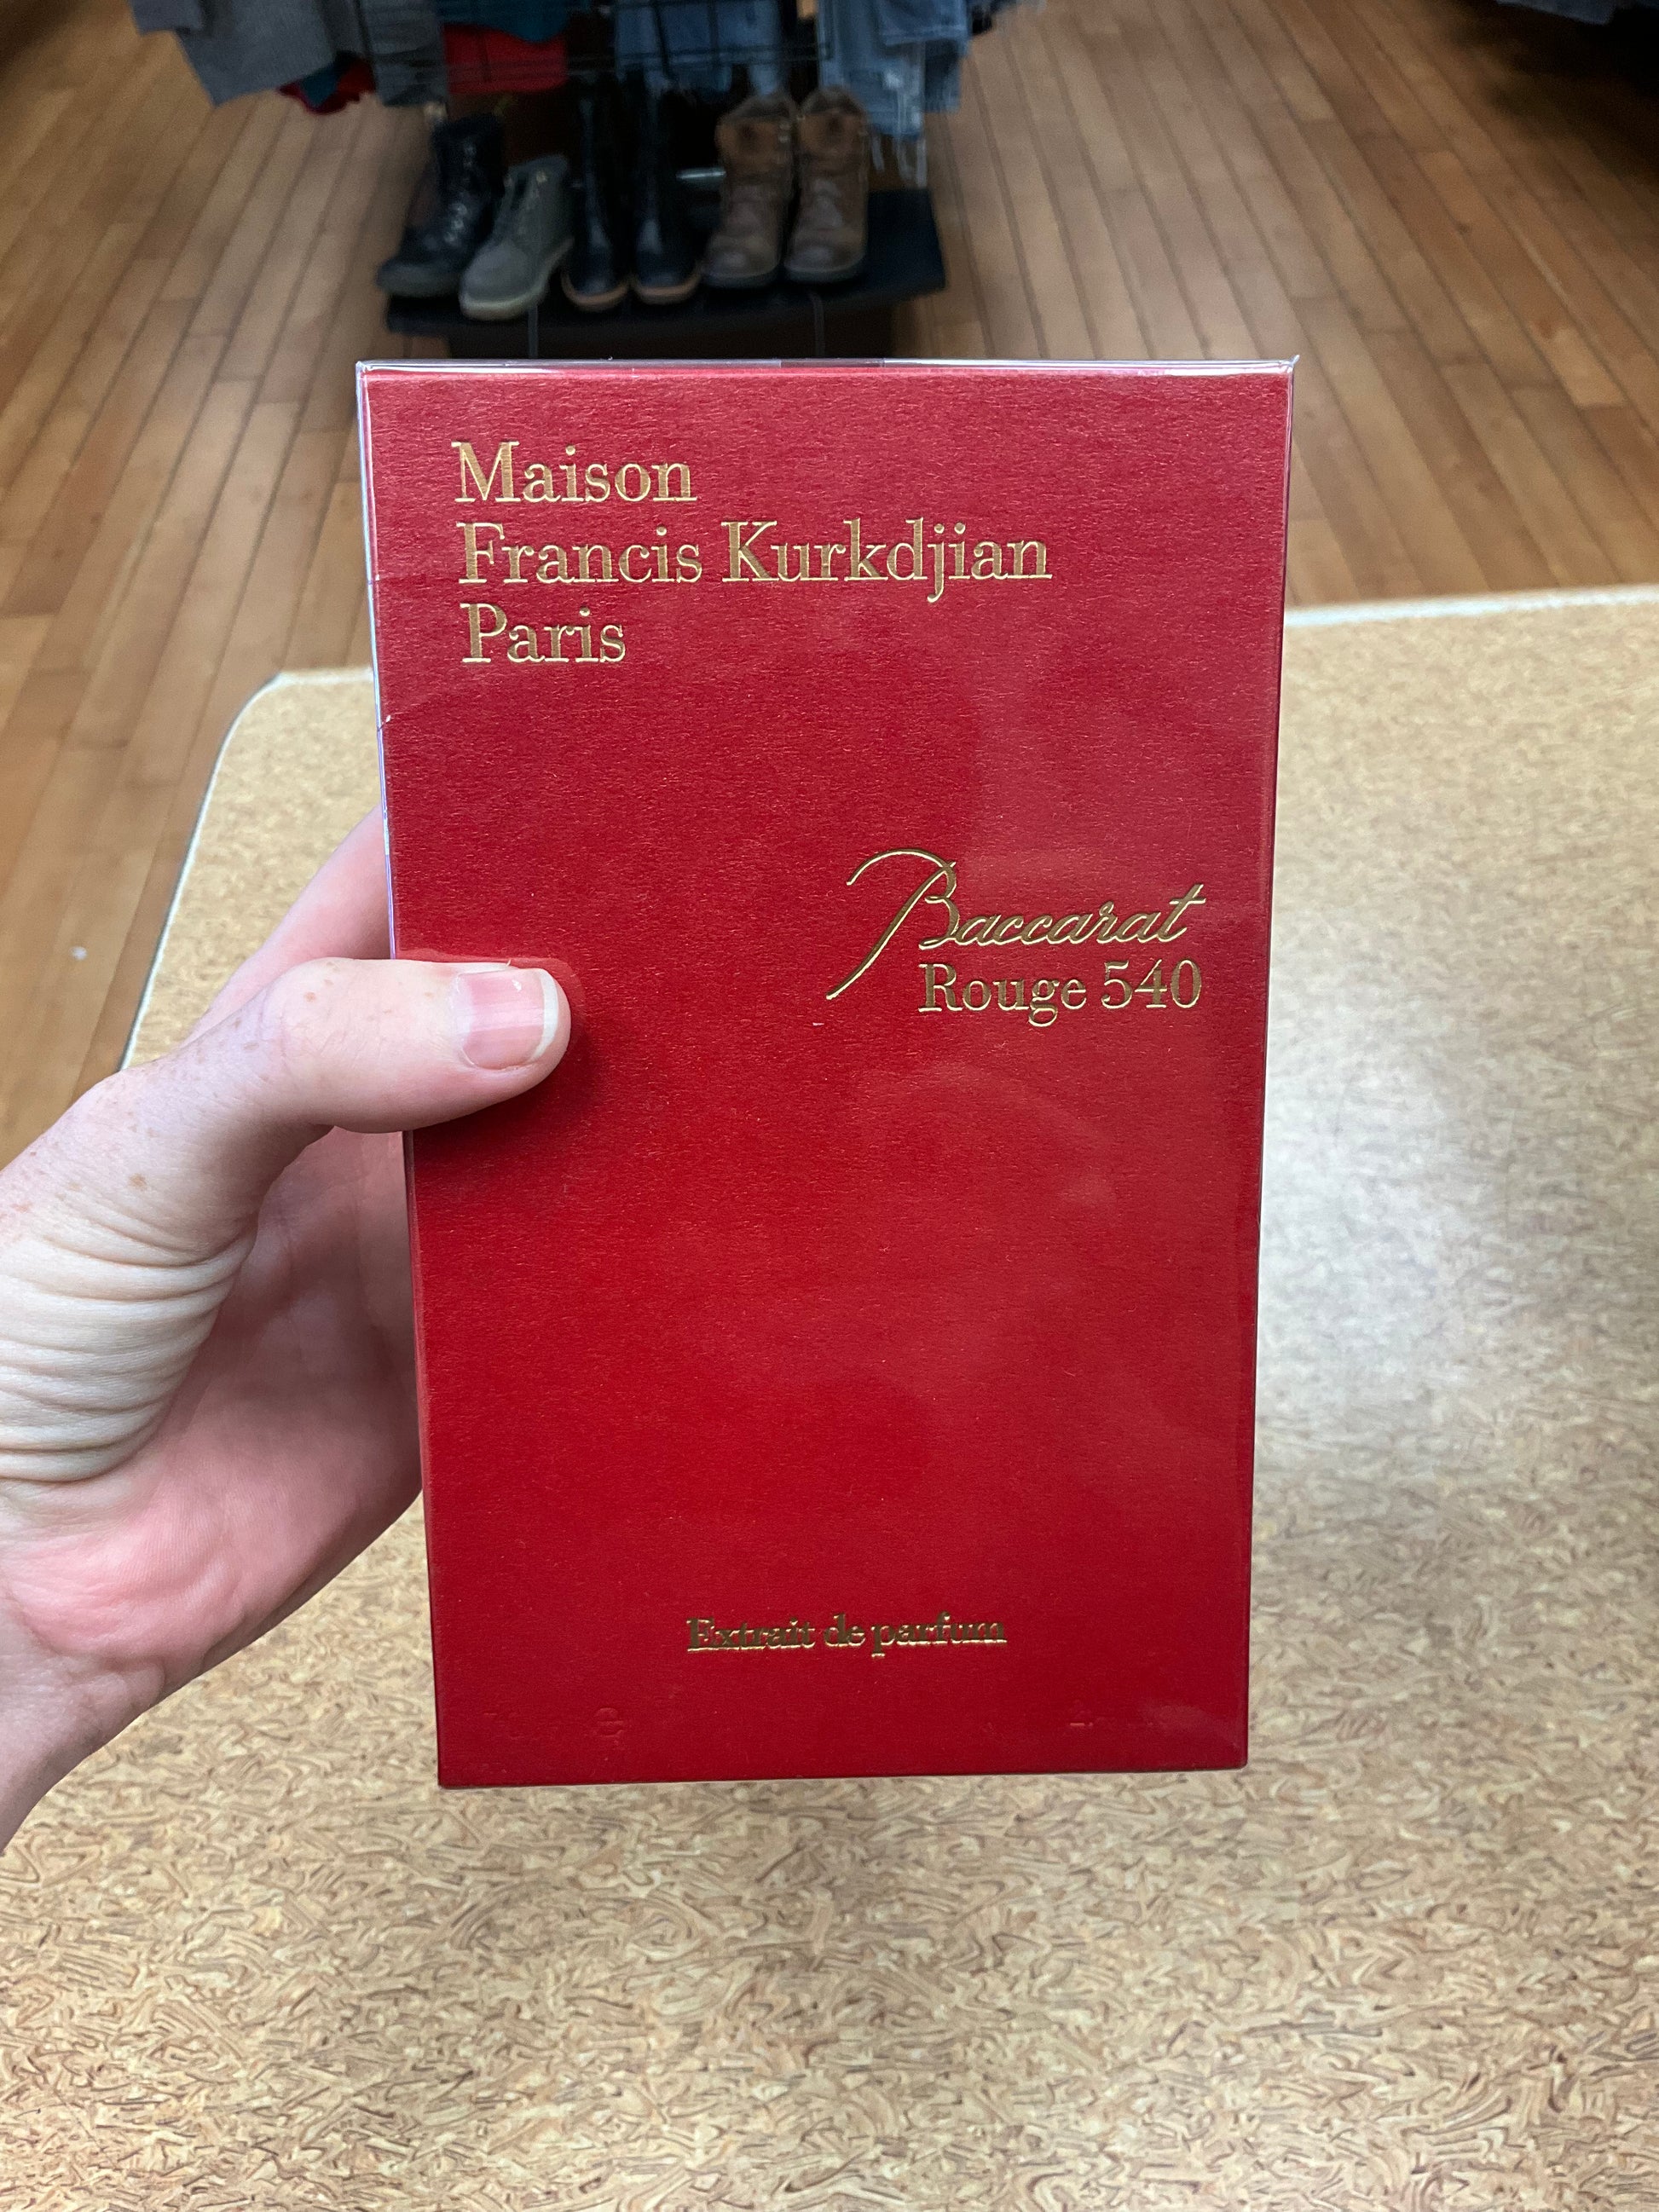 Maison
Francis Kurkdjian
Paris
Baccarat
Rouge 540
Extrait de parfum